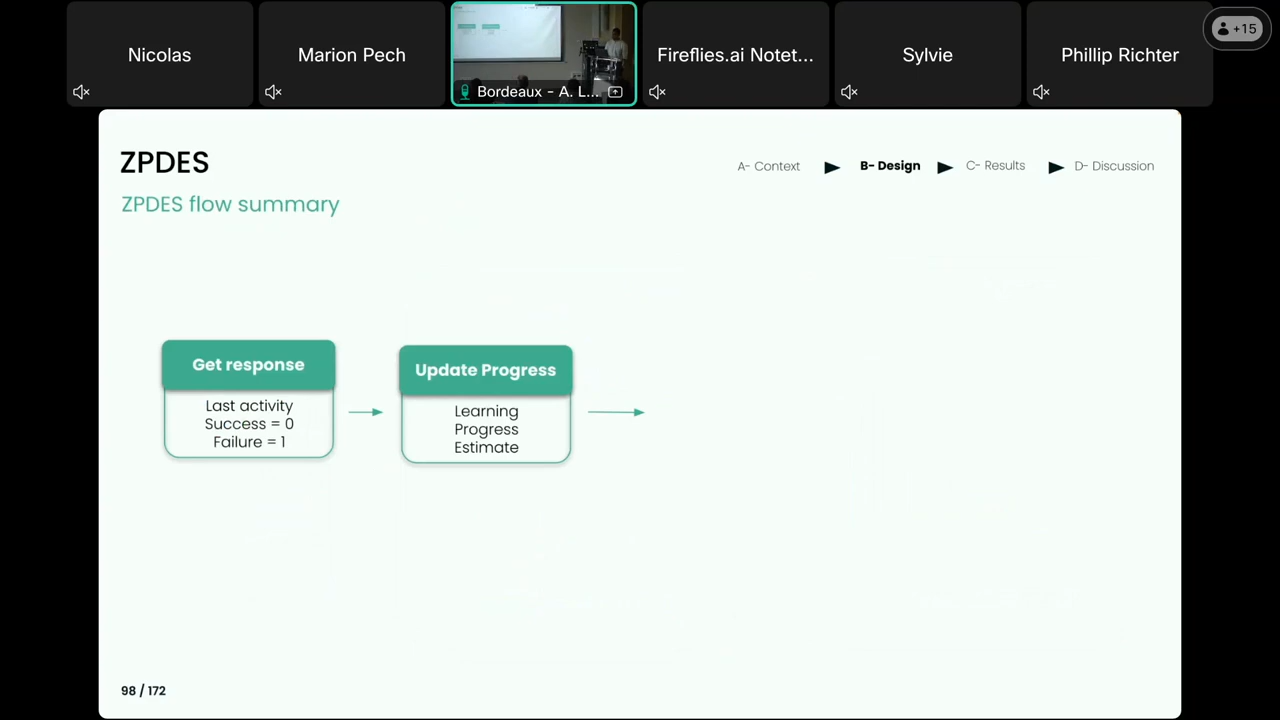 Nicolas
Marion Pech
Bordeaux - A. L...
Fireflies.ai Notet...
Sylvie
Phillip Richter
+15
ZPDES
A- Context
B- Design
C- Results
D- Discussion
ZPDES flow summary
Get response
Last activity
Success = 0
Failure = 1
Update Progress
Learning
Progress
Estimate
98 / 172